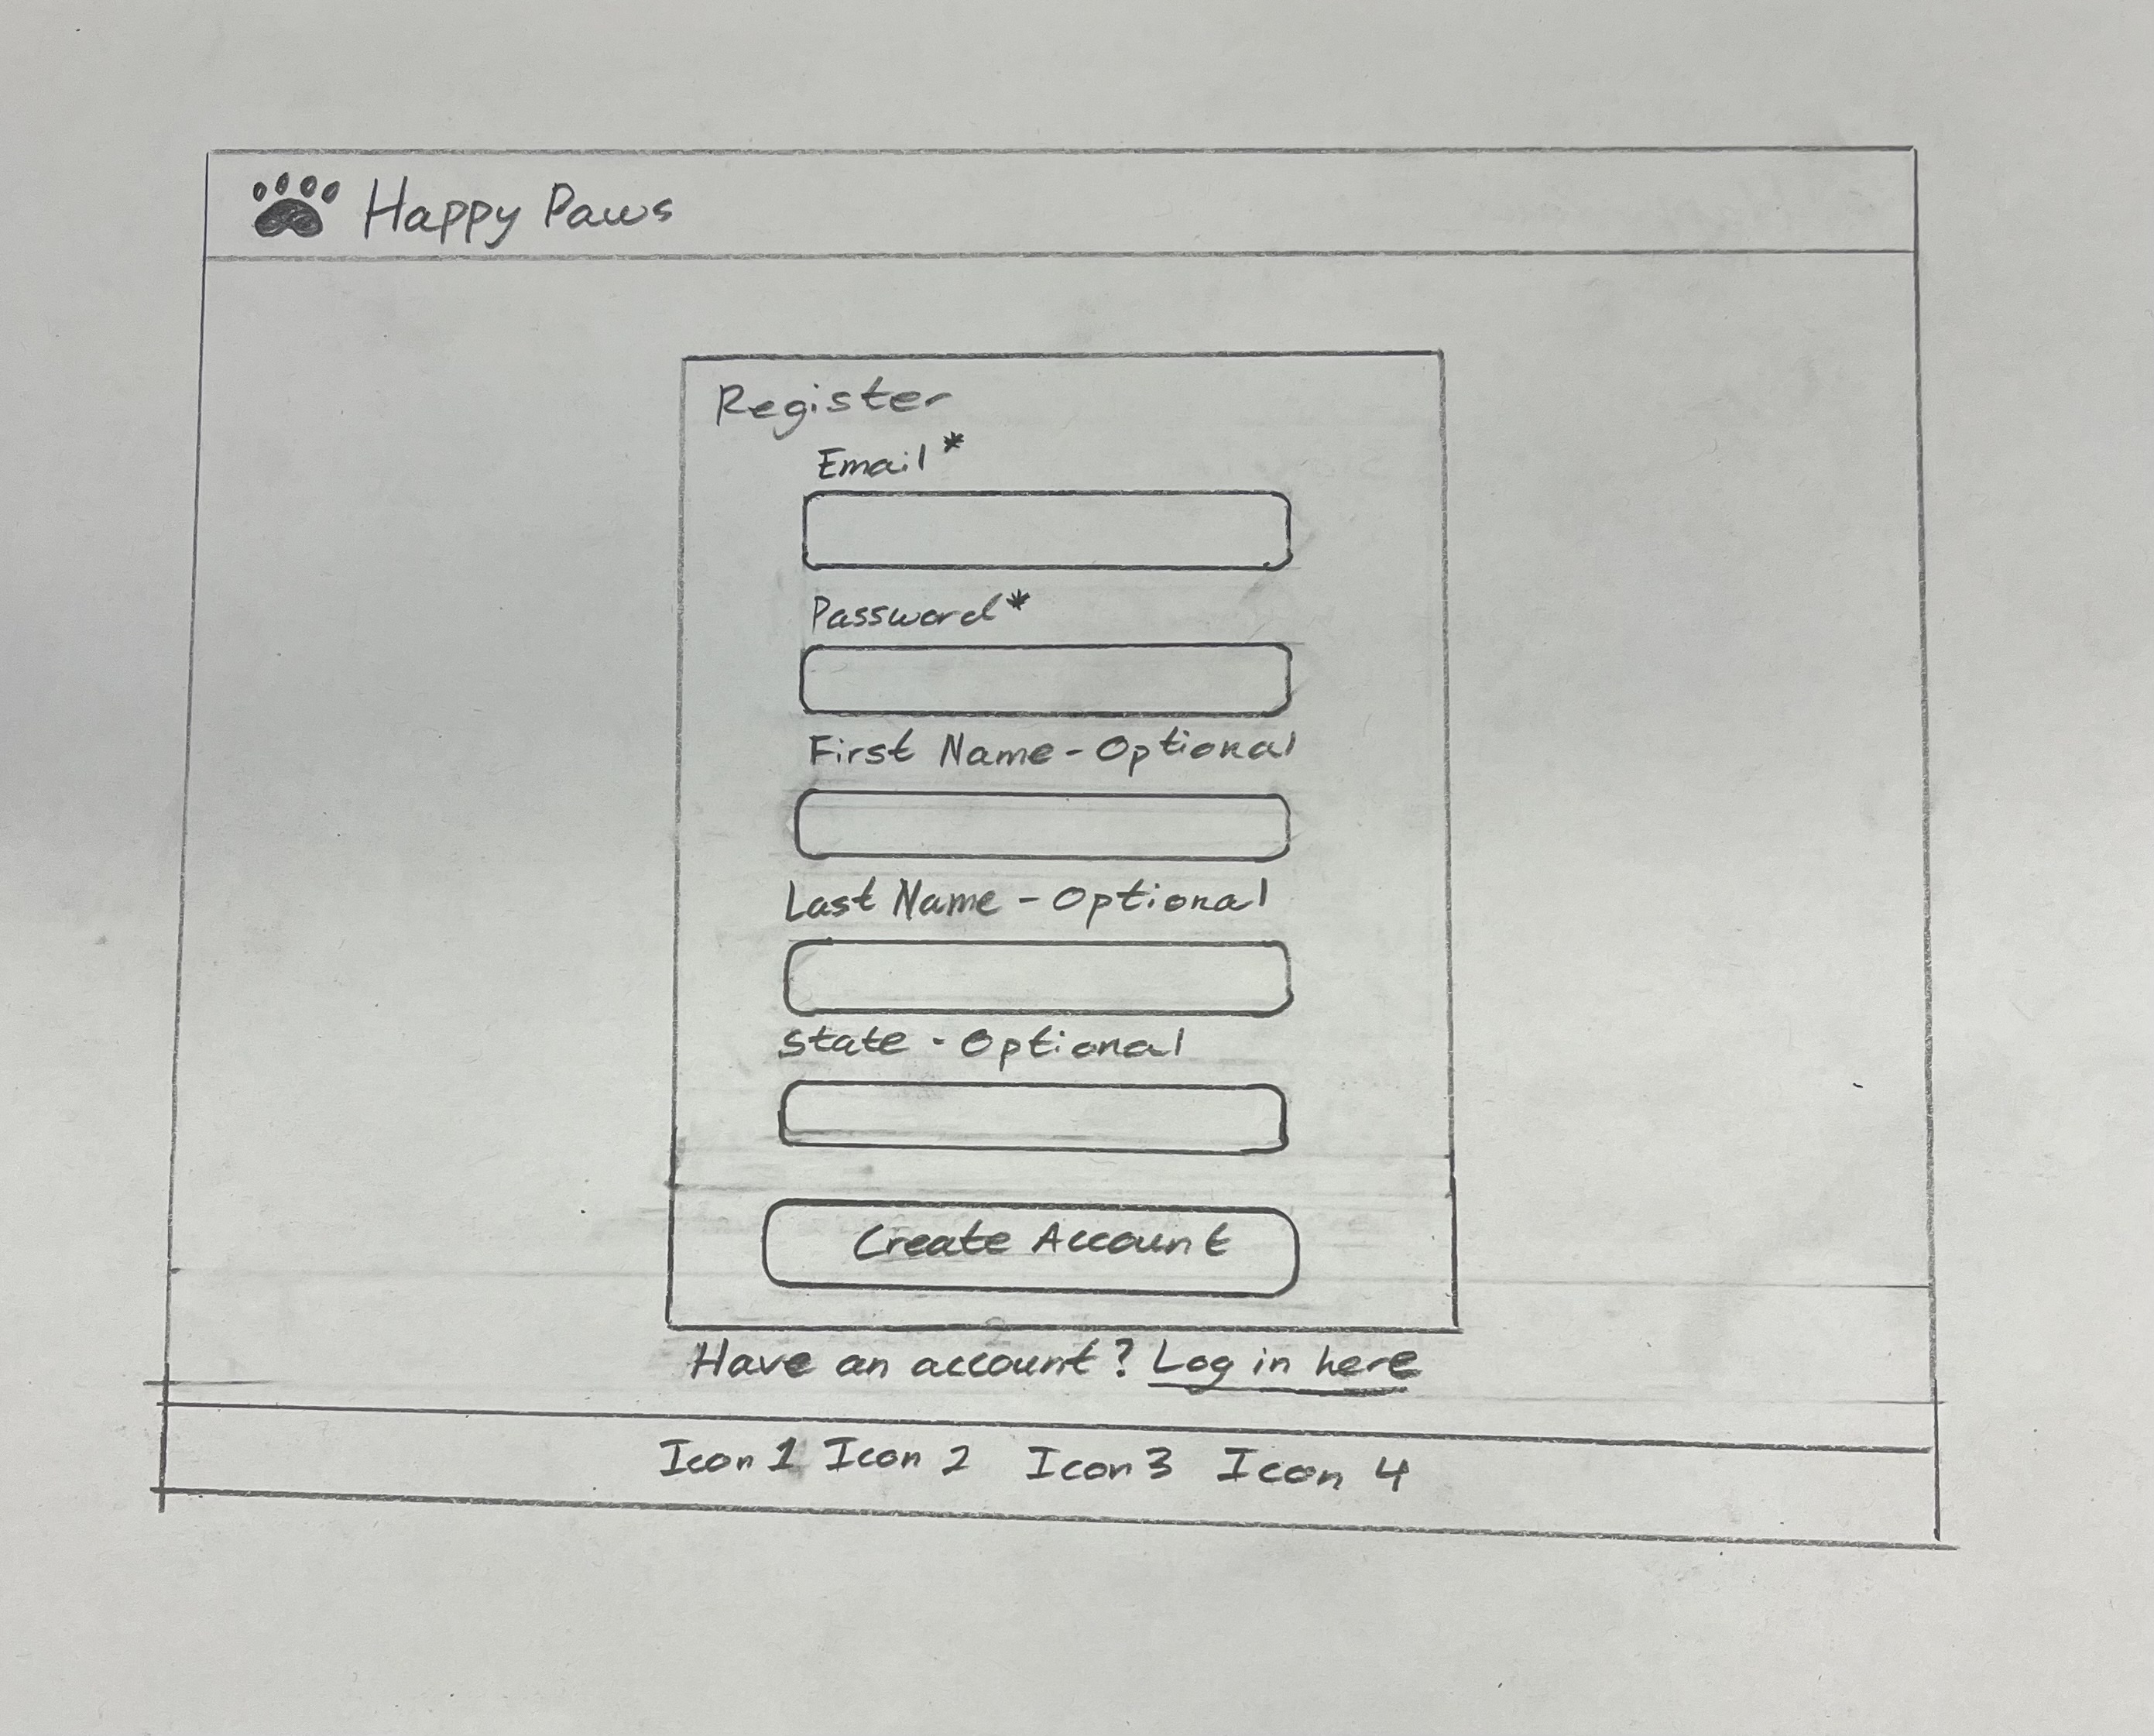 Happy Paws
Register
Email*
Password*
First Name - Optional
Last Name - Optional
State - Optional
Create Account
Have an account? Log in here
Icon 1 Icon 2 Icon 3 Icon 4